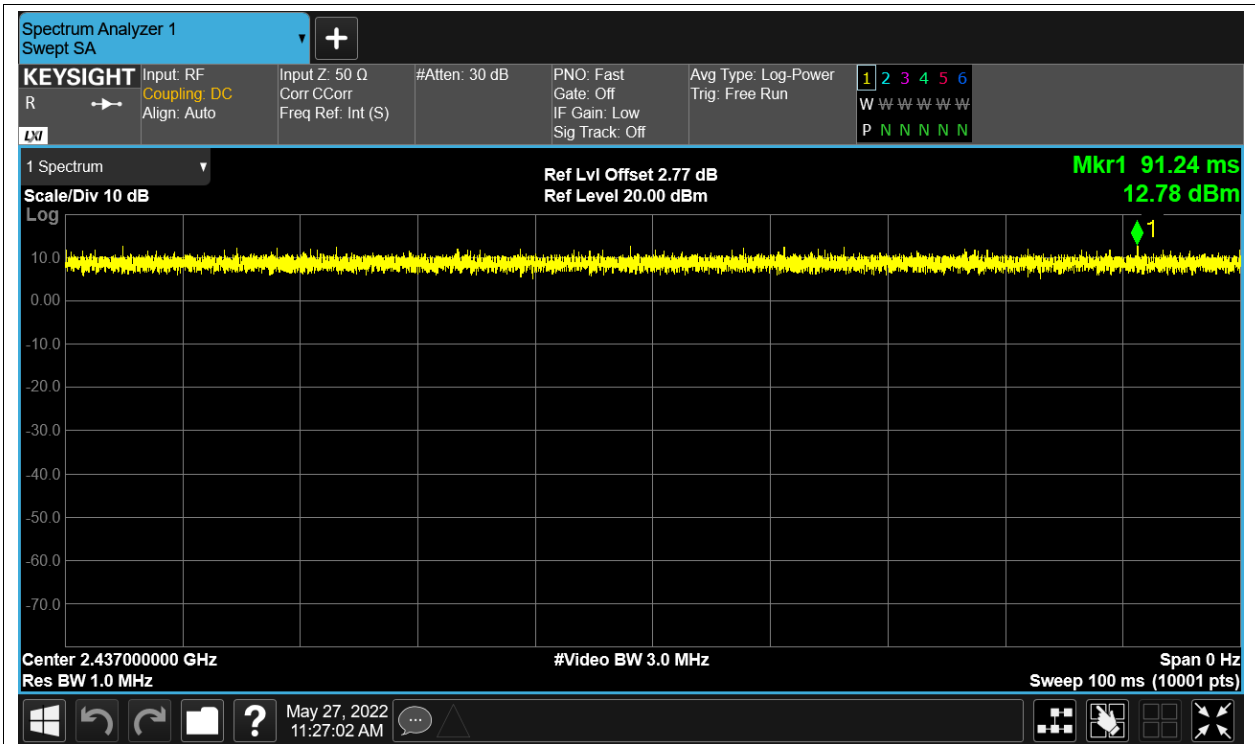 Spectrum Analyzer 1
Swept SA
KEYSIGHT
R
LXI
Input: RF
Coupling: DC
Align: Auto
Input Z: 50 Ω
Corr CCorr
Freq Ref: Int (S)
#Atten: 30 dB
PNO: Fast
Gate: Off
IF Gain: Low
Sig Track: Off
Avg Type: Log-Power
Trig: Free Run
1 2 3 4 5 6
W W W W W W
P N N N N N
1 Spectrum
Scale/Div 10 dB
Log
Ref Lvl Offset 2.77 dB
Ref Level 20.00 dBm
Mkr1 91.24 ms
12.78 dBm
1
10.0
0.00
-10.0
-20.0
-30.0
-40.0
-50.0
-60.0
-70.0
Center 2.437000000 GHz
Res BW 1.0 MHz
#Video BW 3.0 MHz
Span 0 Hz
Sweep 100 ms (10001 pts)
?
May 27, 2022
11:27:02 AM